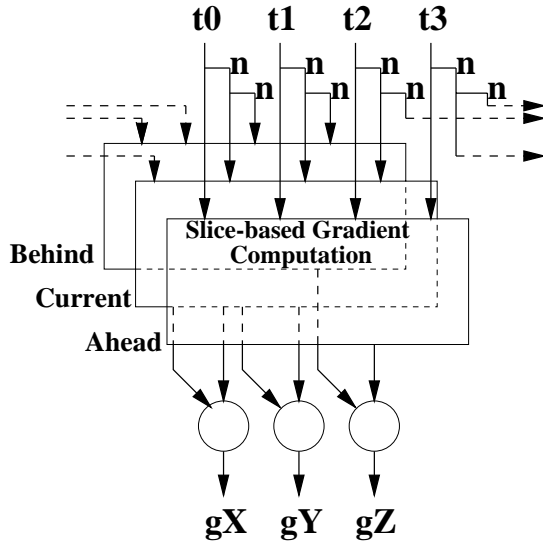 t0 t1 t2 t3
n n n n
n n n n
Slice-based Gradient
Computation
Behind
Current
Ahead
gX gY gZ